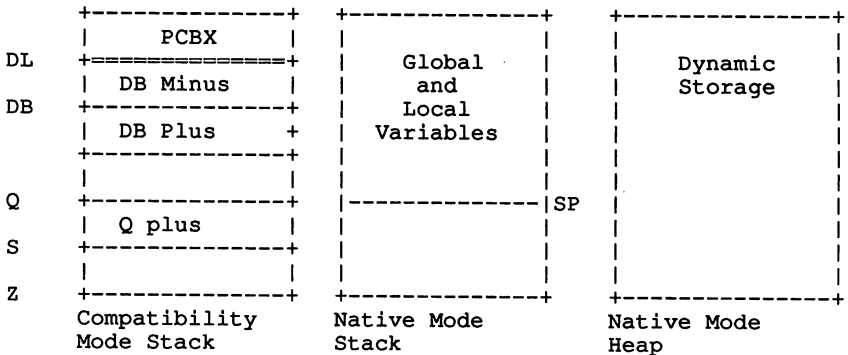 PCBX
DL
Global
Dynamic
DB Minus
and
Storage
DB
Local
DB Plus
Variables
Q
SP
Q plus
S
Z
Compatibility
Mode Stack
Native Mode
Stack
Native Mode
Heap